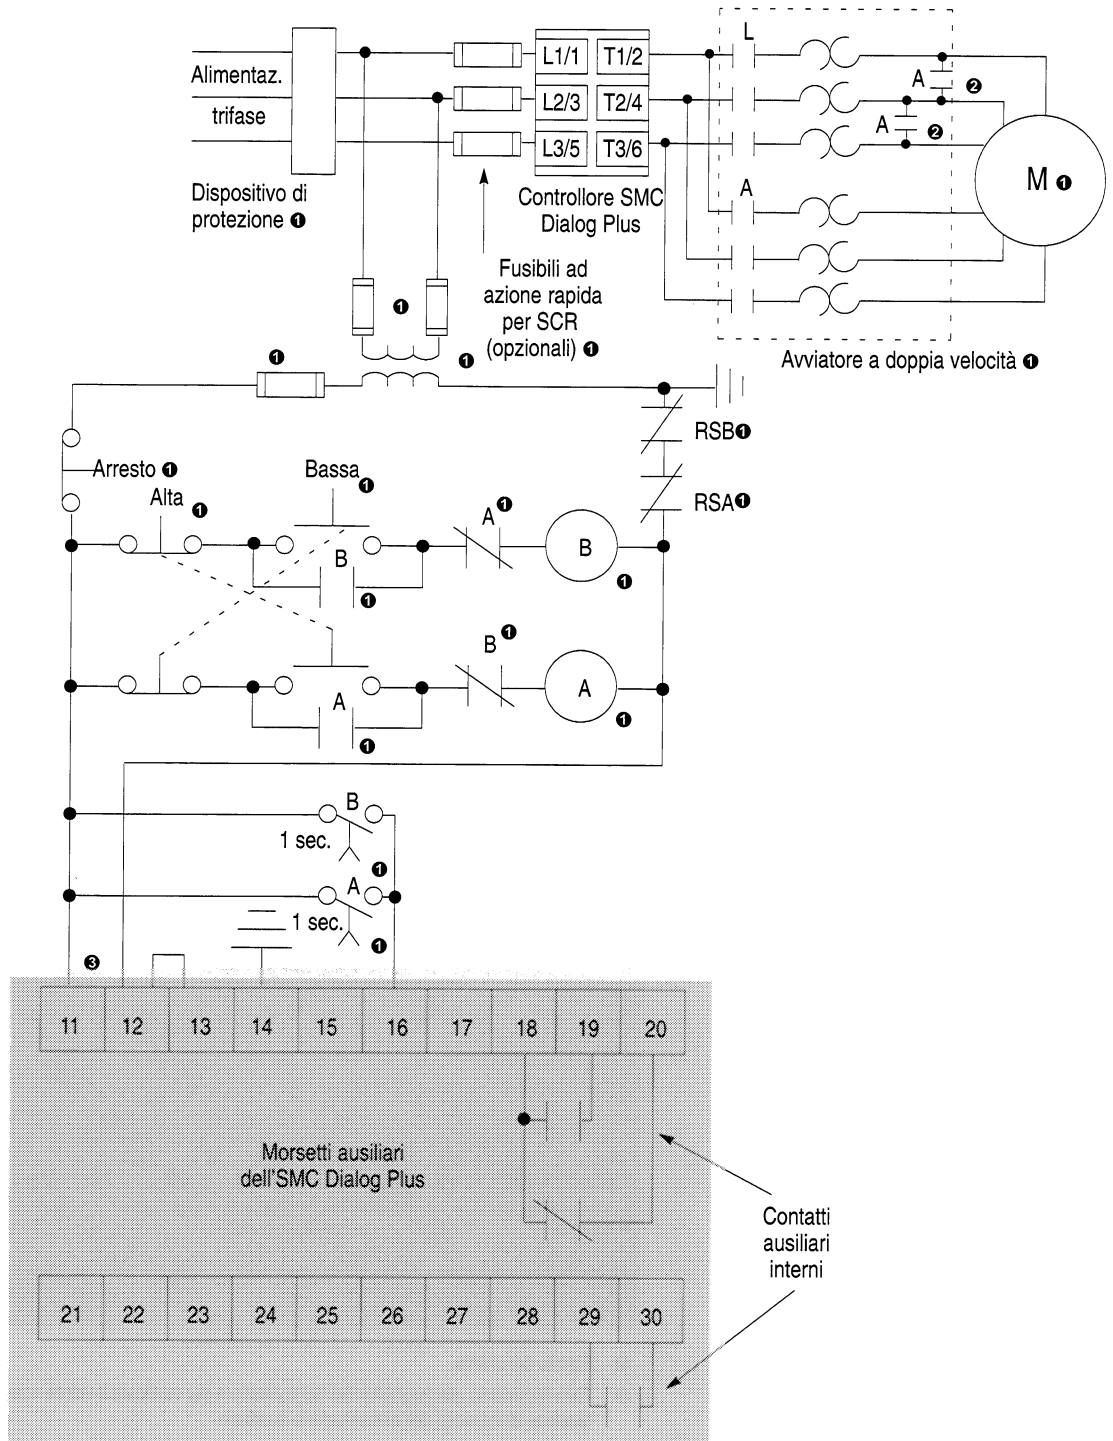 L
L1/1 T1/2
Alimentaz.
A ❷
L2/3 T2/4
trifase
A ❷
L3/5 T3/6
M ❶
Dispositivo di
protezione ❶
Controllore SMC
Dialog Plus
A
Fusibili ad
azione rapida
per SCR
(opzionali) ❶
❶
Avviatore a doppia velocità ❶
❶
❶
RSB❶
Arresto ❶
Bassa
❶
Alta
❶
RSA❶
A ❶
B
❶
B
❶
B ❶
A
❶
A
❶
B
1 sec.
❶
A
1 sec.
❶
❸
11 12 13 14 15 16 17 18 19 20
Morsetti ausiliari
dell'SMC Dialog Plus
Contatti
ausiliari
interni
21 22 23 24 25 26 27 28 29 30